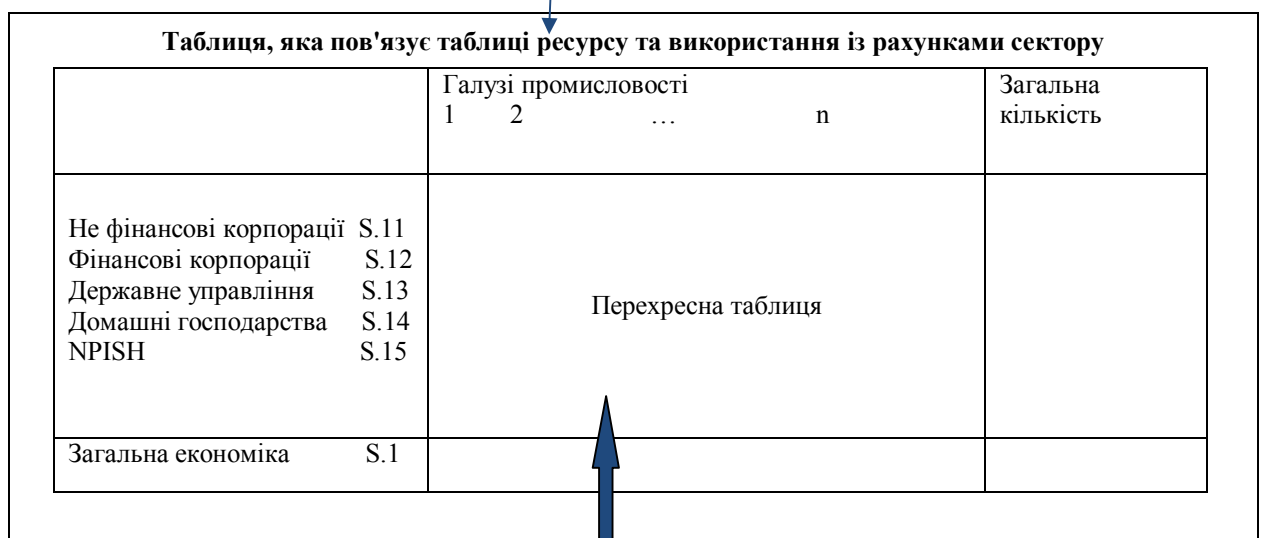 Таблиця, яка пов'язує таблиці ресурсу та використання із рахунками сектору
Галузі промисловості
1 2 … n
Загальна
кількість
Не фінансові корпорації S.11
Фінансові корпорації S.12
Державне управління S.13
Домашні господарства S.14
NPISH S.15
Перехресна таблиця
Загальна економіка S.1